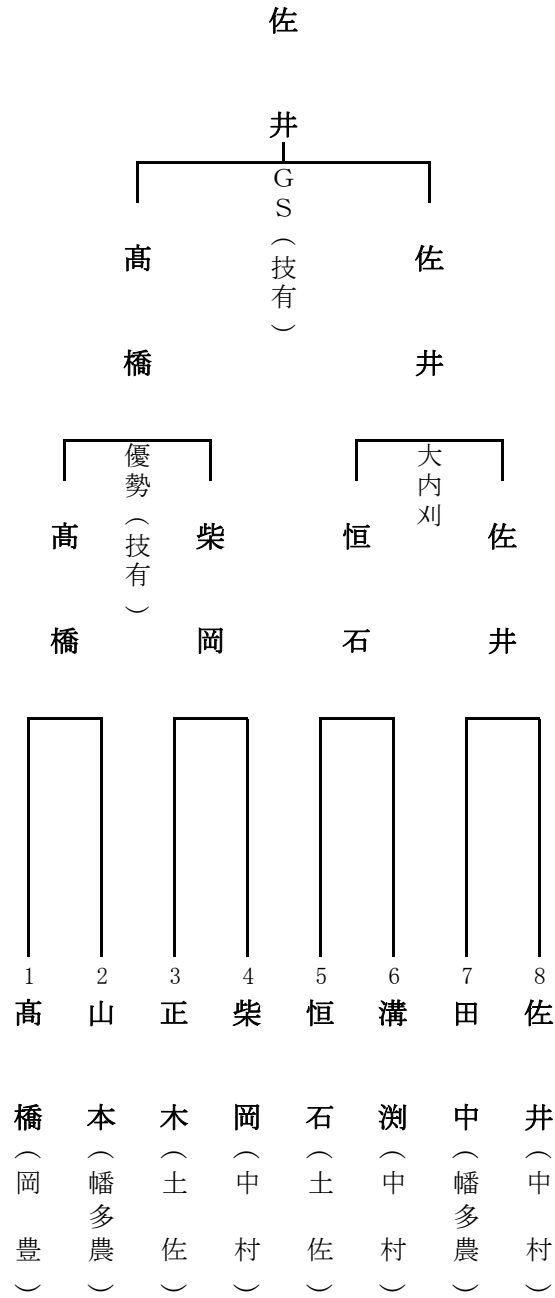 佐井
GS（技有）
髙橋
佐井
優勢（技有）
大内刈
髙橋
柴岡
恒石
佐井
1 髙橋（岡豊）
2 山本（幡多農）
3 正木（土佐）
4 柴岡（中村）
5 恒石（土佐）
6 溝渕（中村）
7 田中（幡多農）
8 佐井（中村）